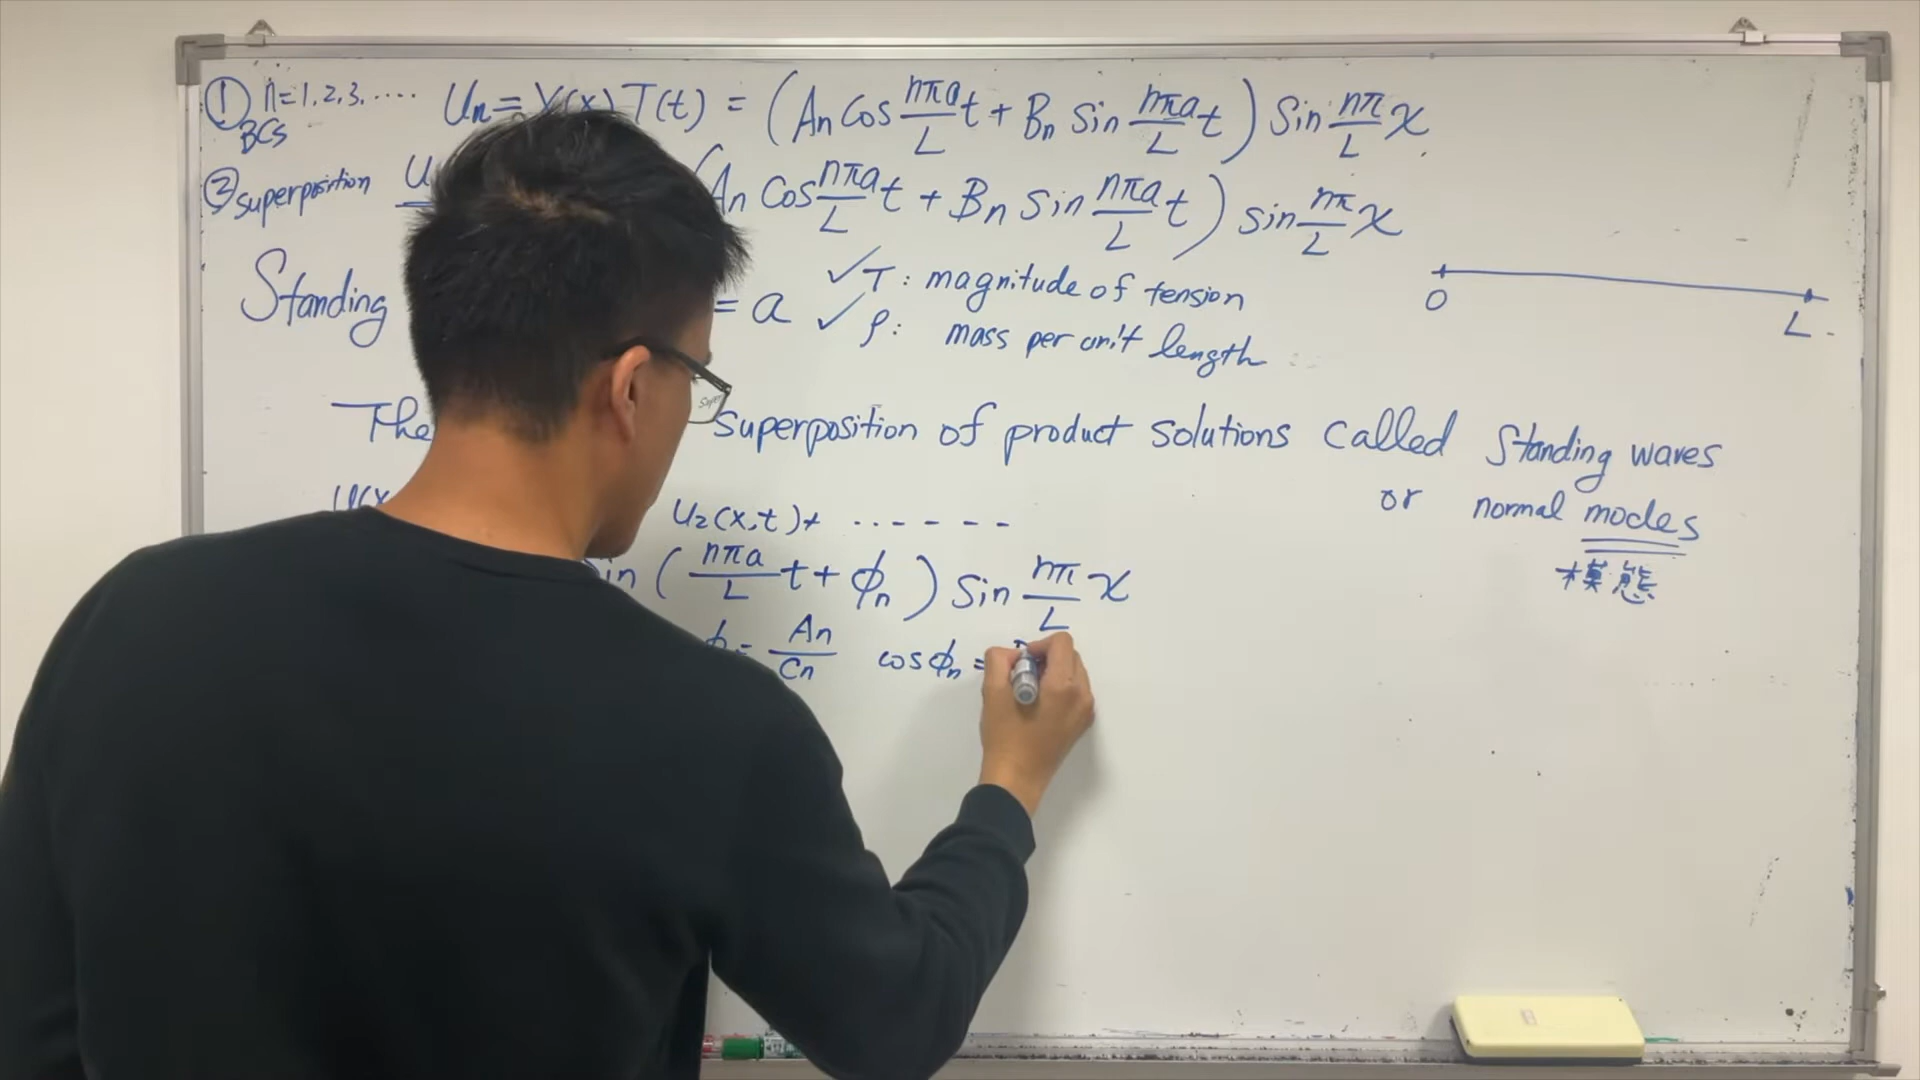 ① n=1,2,3,..... Un = X(x) T(t) = (An Cos nπa/L t + Bn Sin nπa/L t) Sin nπ/L x
BCs
② superposition U (An Cos nπa/L t + Bn Sin nπa/L t) sin nπ/L x
Standing = a ✓ T: magnitude of tension
✓ ρ: mass per unit length
0 L
The superposition of product solutions called Standing waves
or normal modes
模態
U(x U2(x,t)+ ------
in (nπa/L t + ϕn) Sin nπ/L x
ϕ = An/Cn cosϕn =